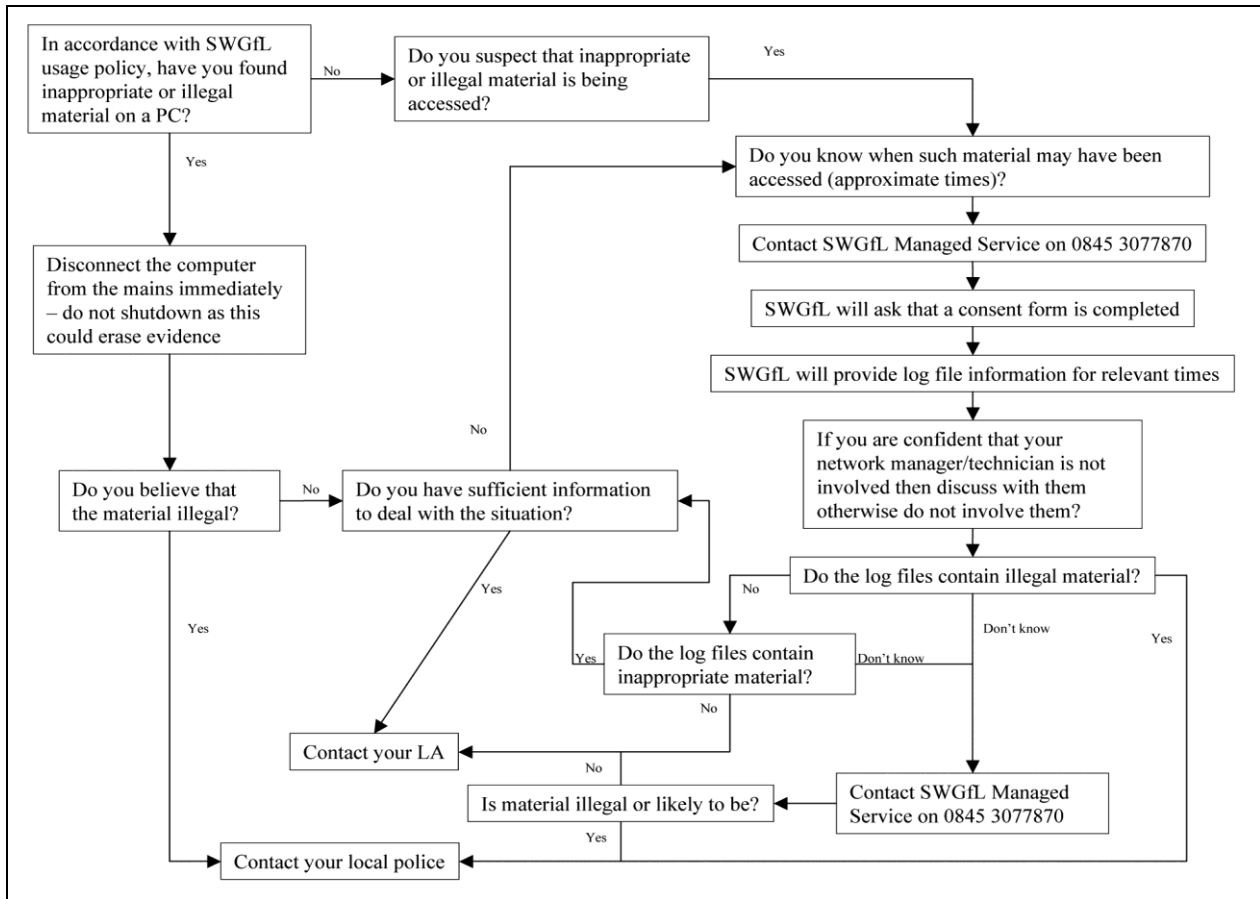 In accordance with SWGfL
usage policy, have you found
inappropriate or illegal
material on a PC?
No
Do you suspect that inappropriate
or illegal material is being
accessed?
Yes
Yes
Do you know when such material may have been
accessed (approximate times)?
Contact SWGfL Managed Service on 0845 3077870
Disconnect the computer
from the mains immediately
– do not shutdown as this
could erase evidence
SWGfL will ask that a consent form is completed
SWGfL will provide log file information for relevant times
No
If you are confident that your
network manager/technician is not
involved then discuss with them
otherwise do not involve them?
Do you believe that
the material illegal?
No
Do you have sufficient information
to deal with the situation?
Do the log files contain illegal material?
Yes
No
Don't know
Yes
Yes
Do the log files contain
inappropriate material?
Yes
Don't know
No
Contact your LA
No
Is material illegal or likely to be?
Contact SWGfL Managed
Service on 0845 3077870
Yes
Contact your local police